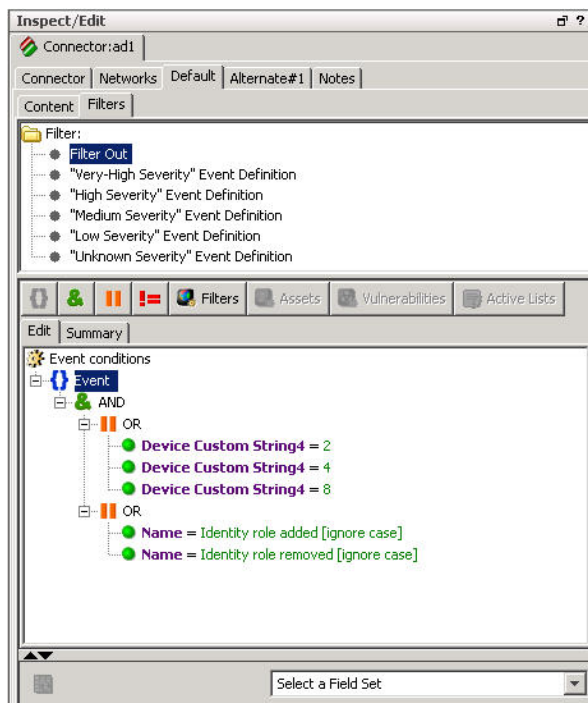 Inspect/Edit
Connector:ad1
Connector Networks Default Alternate#1 Notes
Content Filters
Filter:
Filter Out
"Very-High Severity" Event Definition
"High Severity" Event Definition
"Medium Severity" Event Definition
"Low Severity" Event Definition
"Unknown Severity" Event Definition
{} & != Filters Assets Vulnerabilities Active Lists
Edit Summary
Event conditions
{} Event
& AND
OR
Device Custom String4 = 2
Device Custom String4 = 4
Device Custom String4 = 8
OR
Name = Identity role added [ignore case]
Name = Identity role removed [ignore case]
Select a Field Set